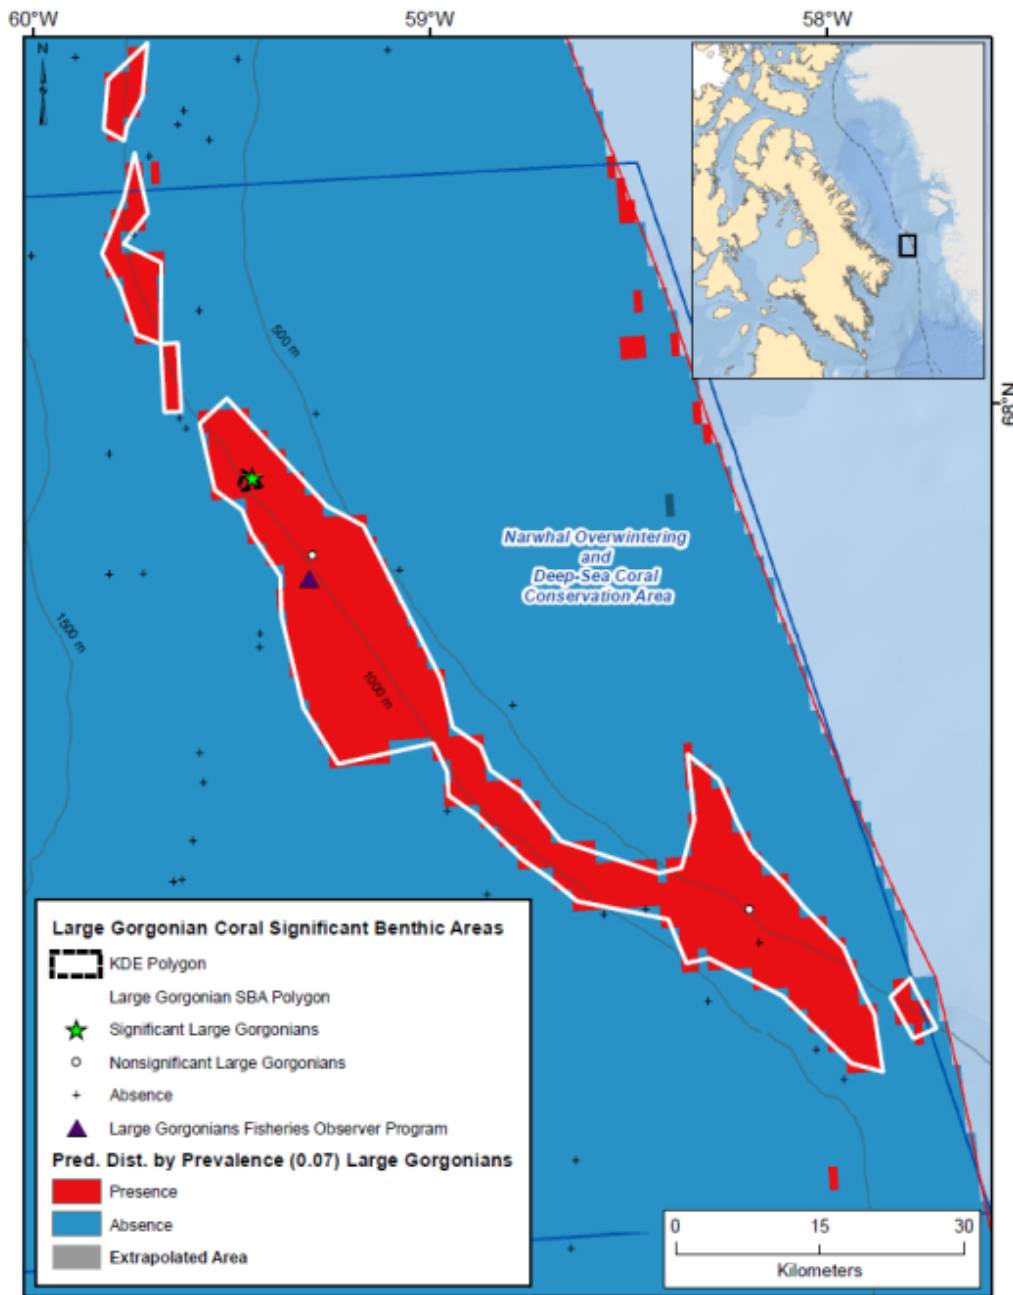 60°W 59°W 58°W
N
500 m
68°N
Narwhal Overwintering
and
Deep-Sea Coral
Conservation Area
1500 m
1000 m
Large Gorgonian Coral Significant Benthic Areas
KDE Polygon
Large Gorgonian SBA Polygon
Significant Large Gorgonians
Nonsignificant Large Gorgonians
Absence
Large Gorgonians Fisheries Observer Program
Pred. Dist. by Prevalence (0.07) Large Gorgonians
Presence
Absence
Extrapolated Area
0 15 30
Kilometers